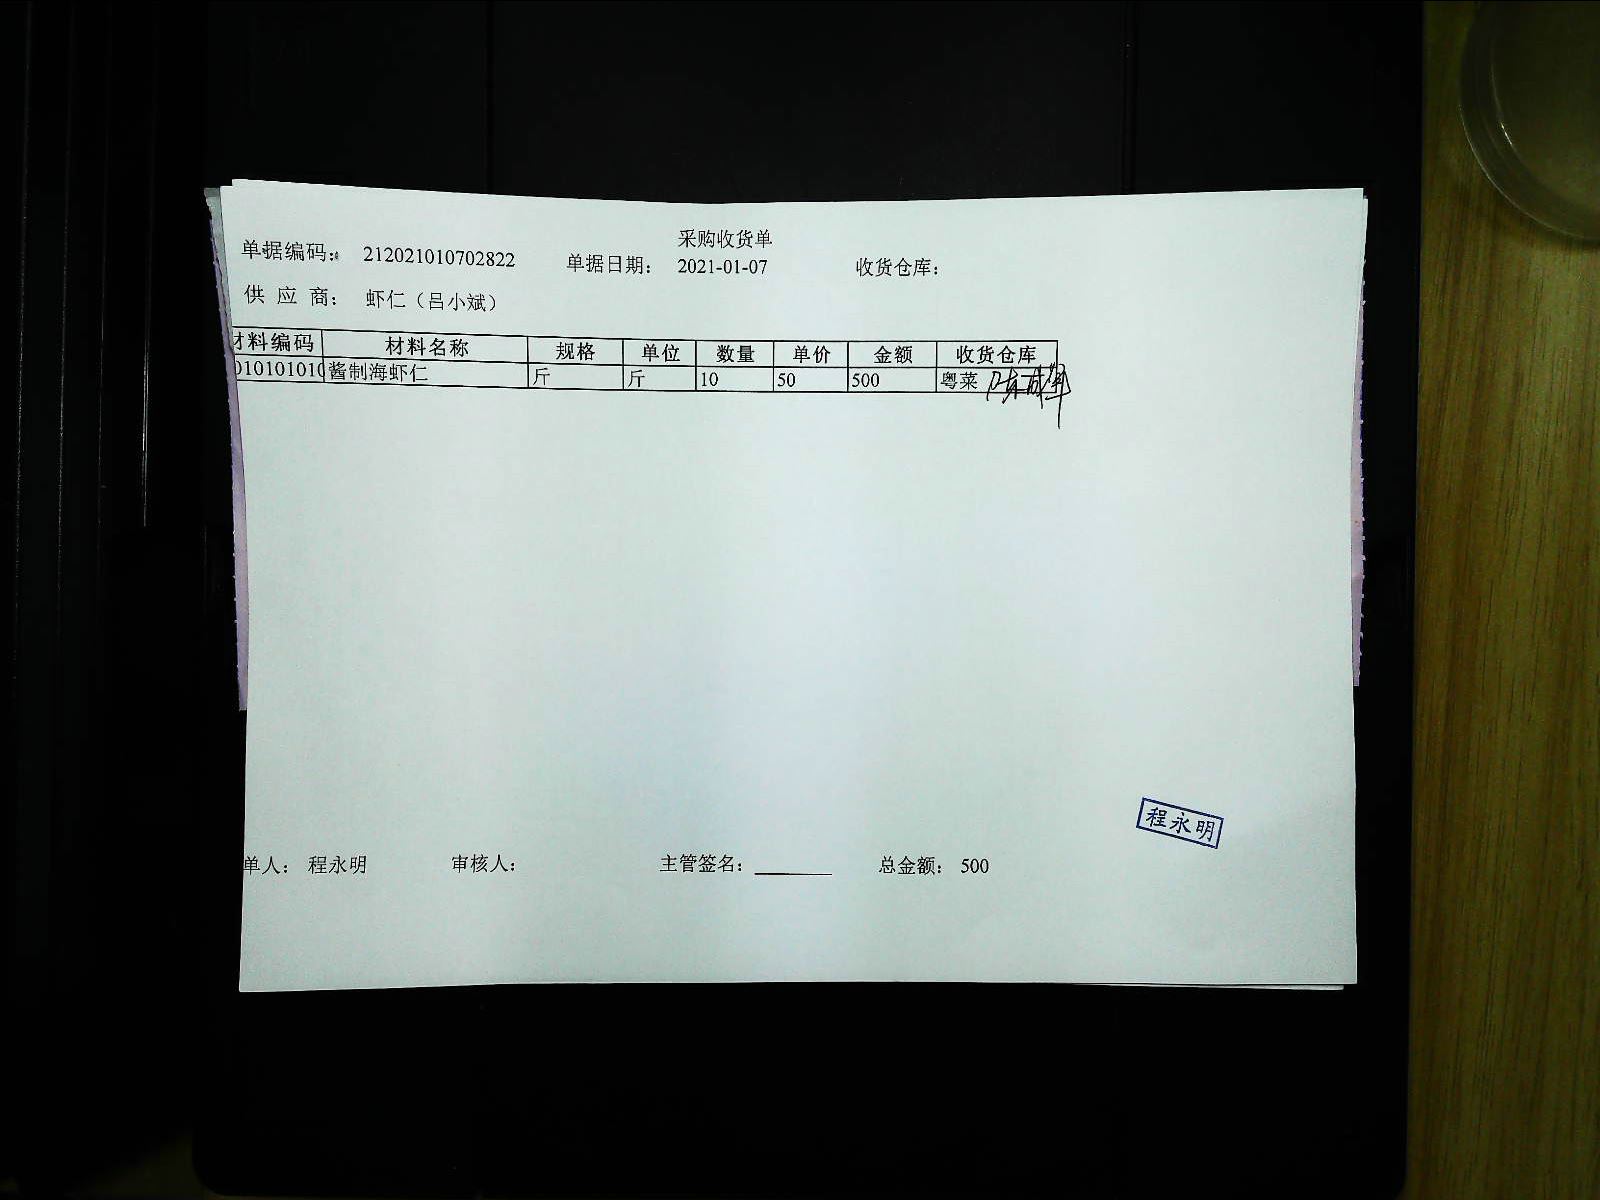 采购收货单
单据编码： 212021010702822 单据日期： 2021-01-07 收货仓库：
供 应 商： 虾仁（吕小斌）
材料编码 材料名称 规格 单位 数量 单价 金额 收货仓库
010101010 酱制海虾仁 斤 斤 10 50 500 粤菜
程永明
单人： 程永明 审核人： 主管签名： 总金额： 500